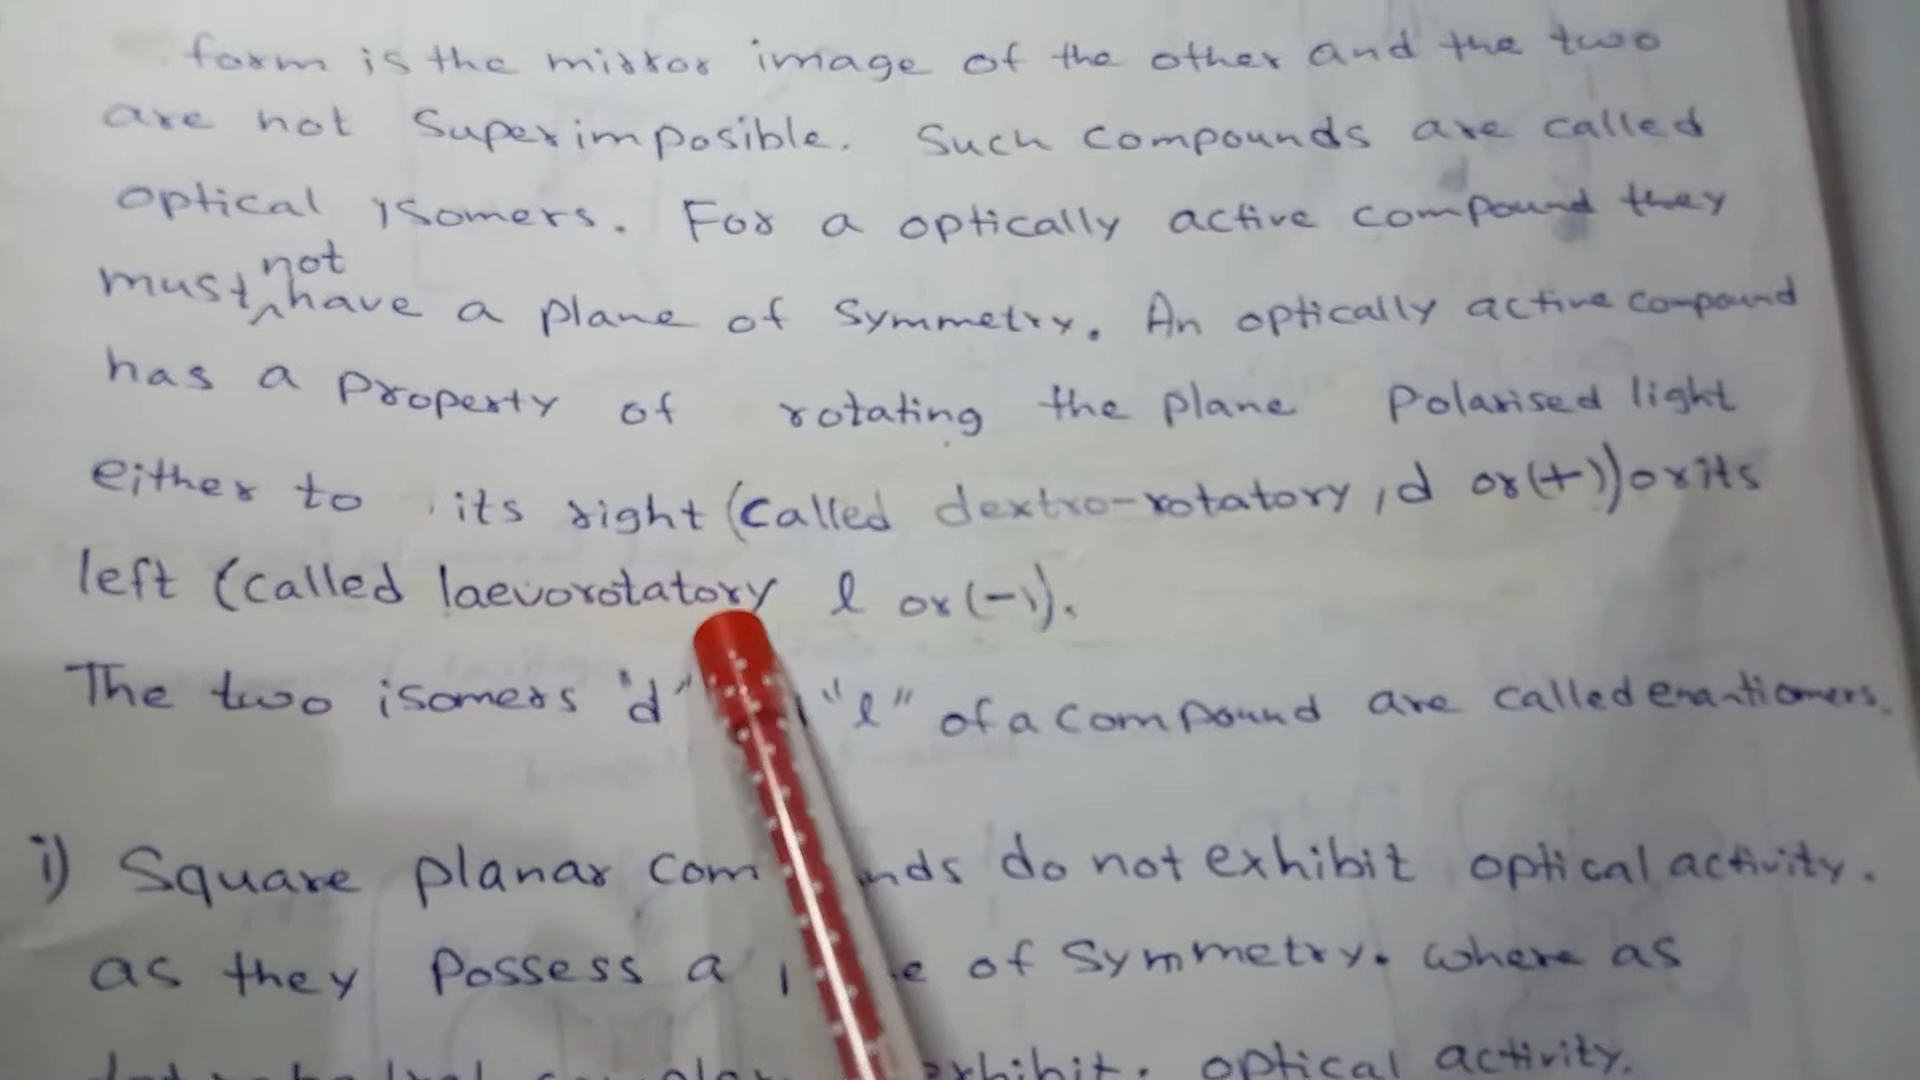 form is the mirror image of the other and the two
are not Superimposible. Such compounds are called
optical isomers. For a optically active compound they
must not have a plane of Symmetry. An optically active compound
has a property of rotating the plane Polarised light
either to its right (called dextro-rotatory, d or (+)) or its
left (called laevorotatory l or (-).
The two isomers 'd" "l" of a compound are called enantiomers.
i) Square planar do not exhibit optical activity.
as they Possess a of Symmetry. where as
exhibit. optical activity.